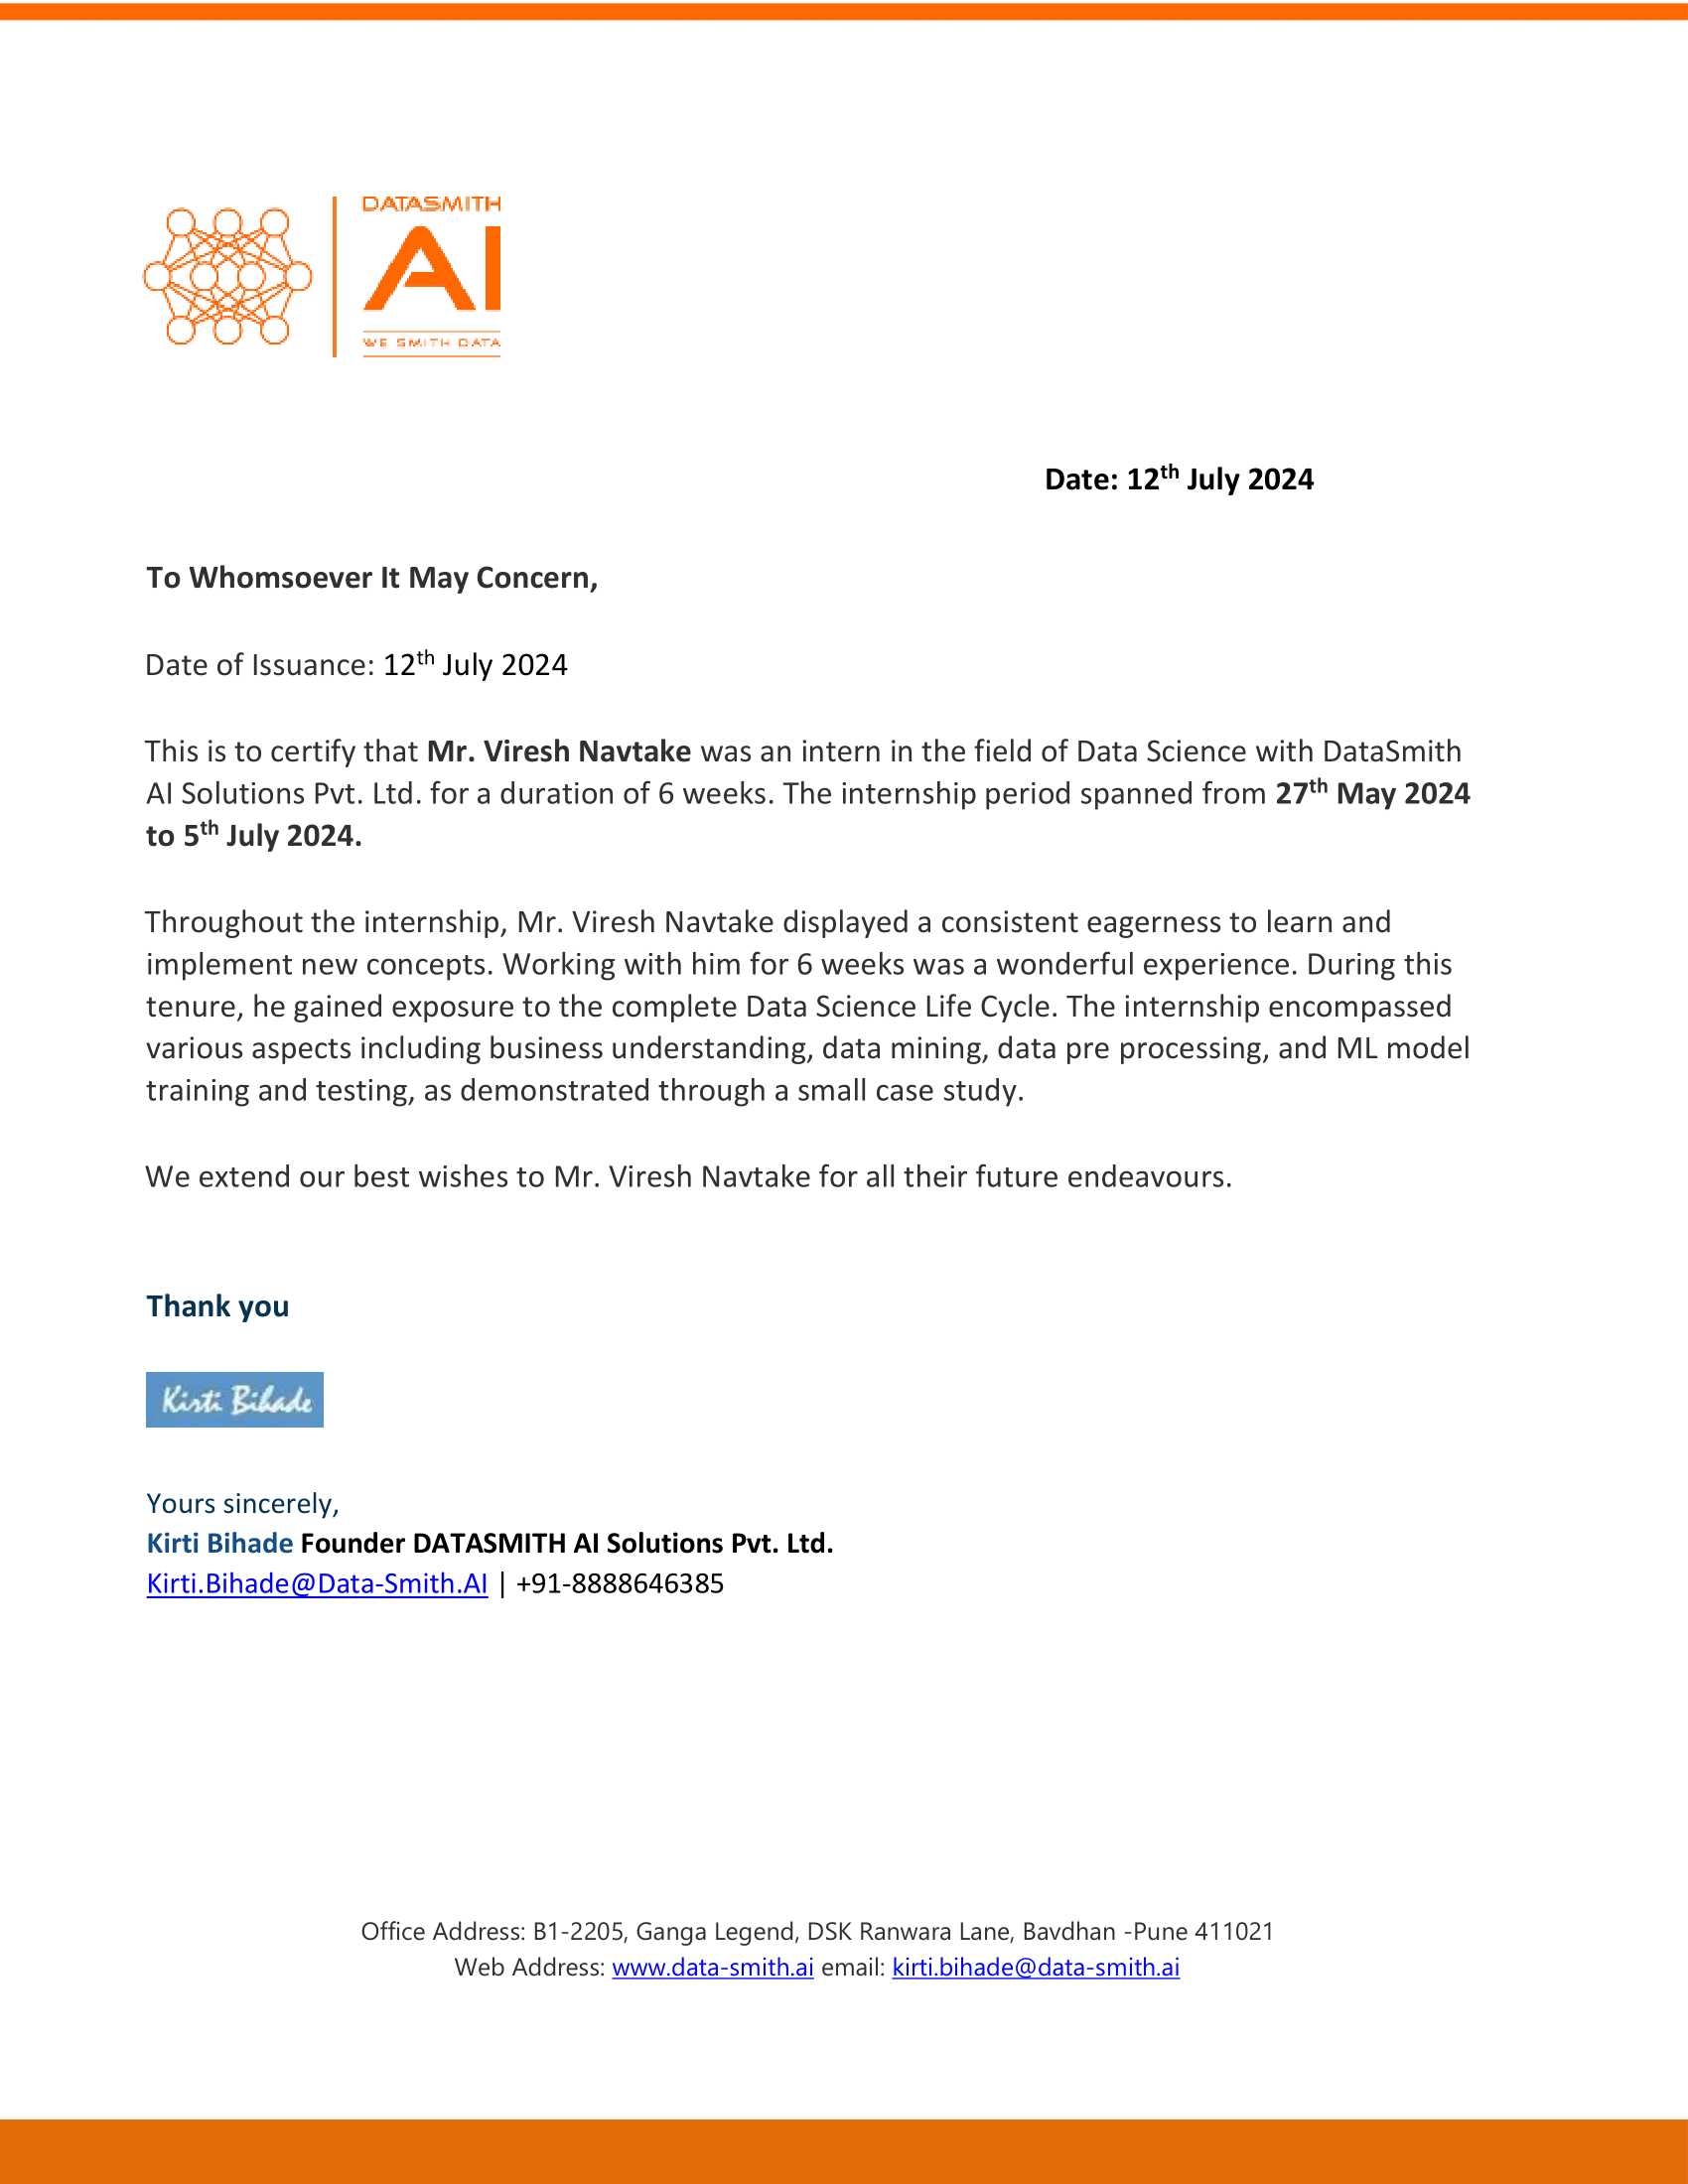 DATASMITH
AI
WE SMITH DATA
Date: 12th July 2024
To Whomsoever It May Concern,
Date of Issuance: 12th July 2024
This is to certify that Mr. Viresh Navtake was an intern in the field of Data Science with DataSmith
AI Solutions Pvt. Ltd. for a duration of 6 weeks. The internship period spanned from 27th May 2024
to 5th July 2024.
Throughout the internship, Mr. Viresh Navtake displayed a consistent eagerness to learn and
implement new concepts. Working with him for 6 weeks was a wonderful experience. During this
tenure, he gained exposure to the complete Data Science Life Cycle. The internship encompassed
various aspects including business understanding, data mining, data pre processing, and ML model
training and testing, as demonstrated through a small case study.
We extend our best wishes to Mr. Viresh Navtake for all their future endeavours.
Thank you
Kirti Bihade
Yours sincerely,
Kirti Bihade Founder DATASMITH AI Solutions Pvt. Ltd.
Kirti.Bihade@Data-Smith.AI | +91-8888646385
Office Address: B1-2205, Ganga Legend, DSK Ranwara Lane, Bavdhan -Pune 411021
Web Address: www.data-smith.ai email: kirti.bihade@data-smith.ai